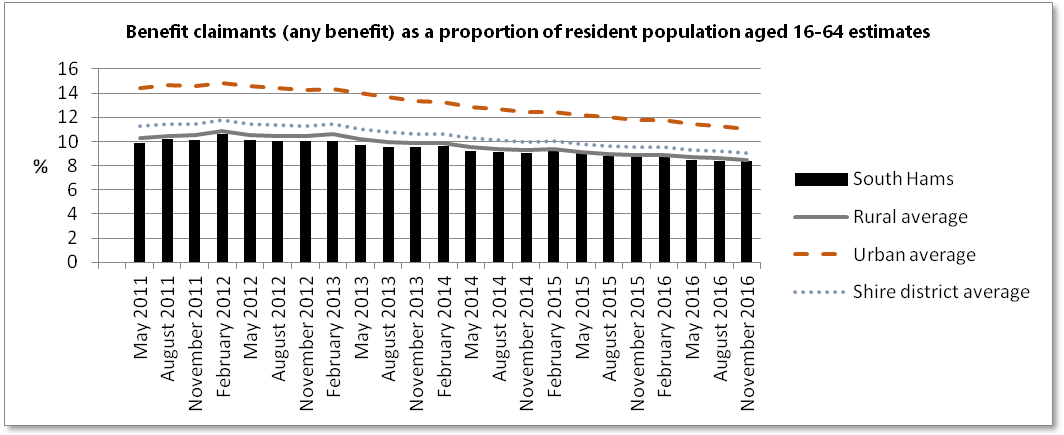 Benefit claimants (any benefit) as a proportion of resident population aged 16-64 estimates
16
14
12
10
8
6
4
2
0
%
May 2011
August 2011
November 2011
February 2012
May 2012
August 2012
November 2012
February 2013
May 2013
August 2013
November 2013
February 2014
May 2014
August 2014
November 2014
February 2015
May 2015
August 2015
November 2015
February 2016
May 2016
August 2016
November 2016
South Hams
Rural average
Urban average
Shire district average